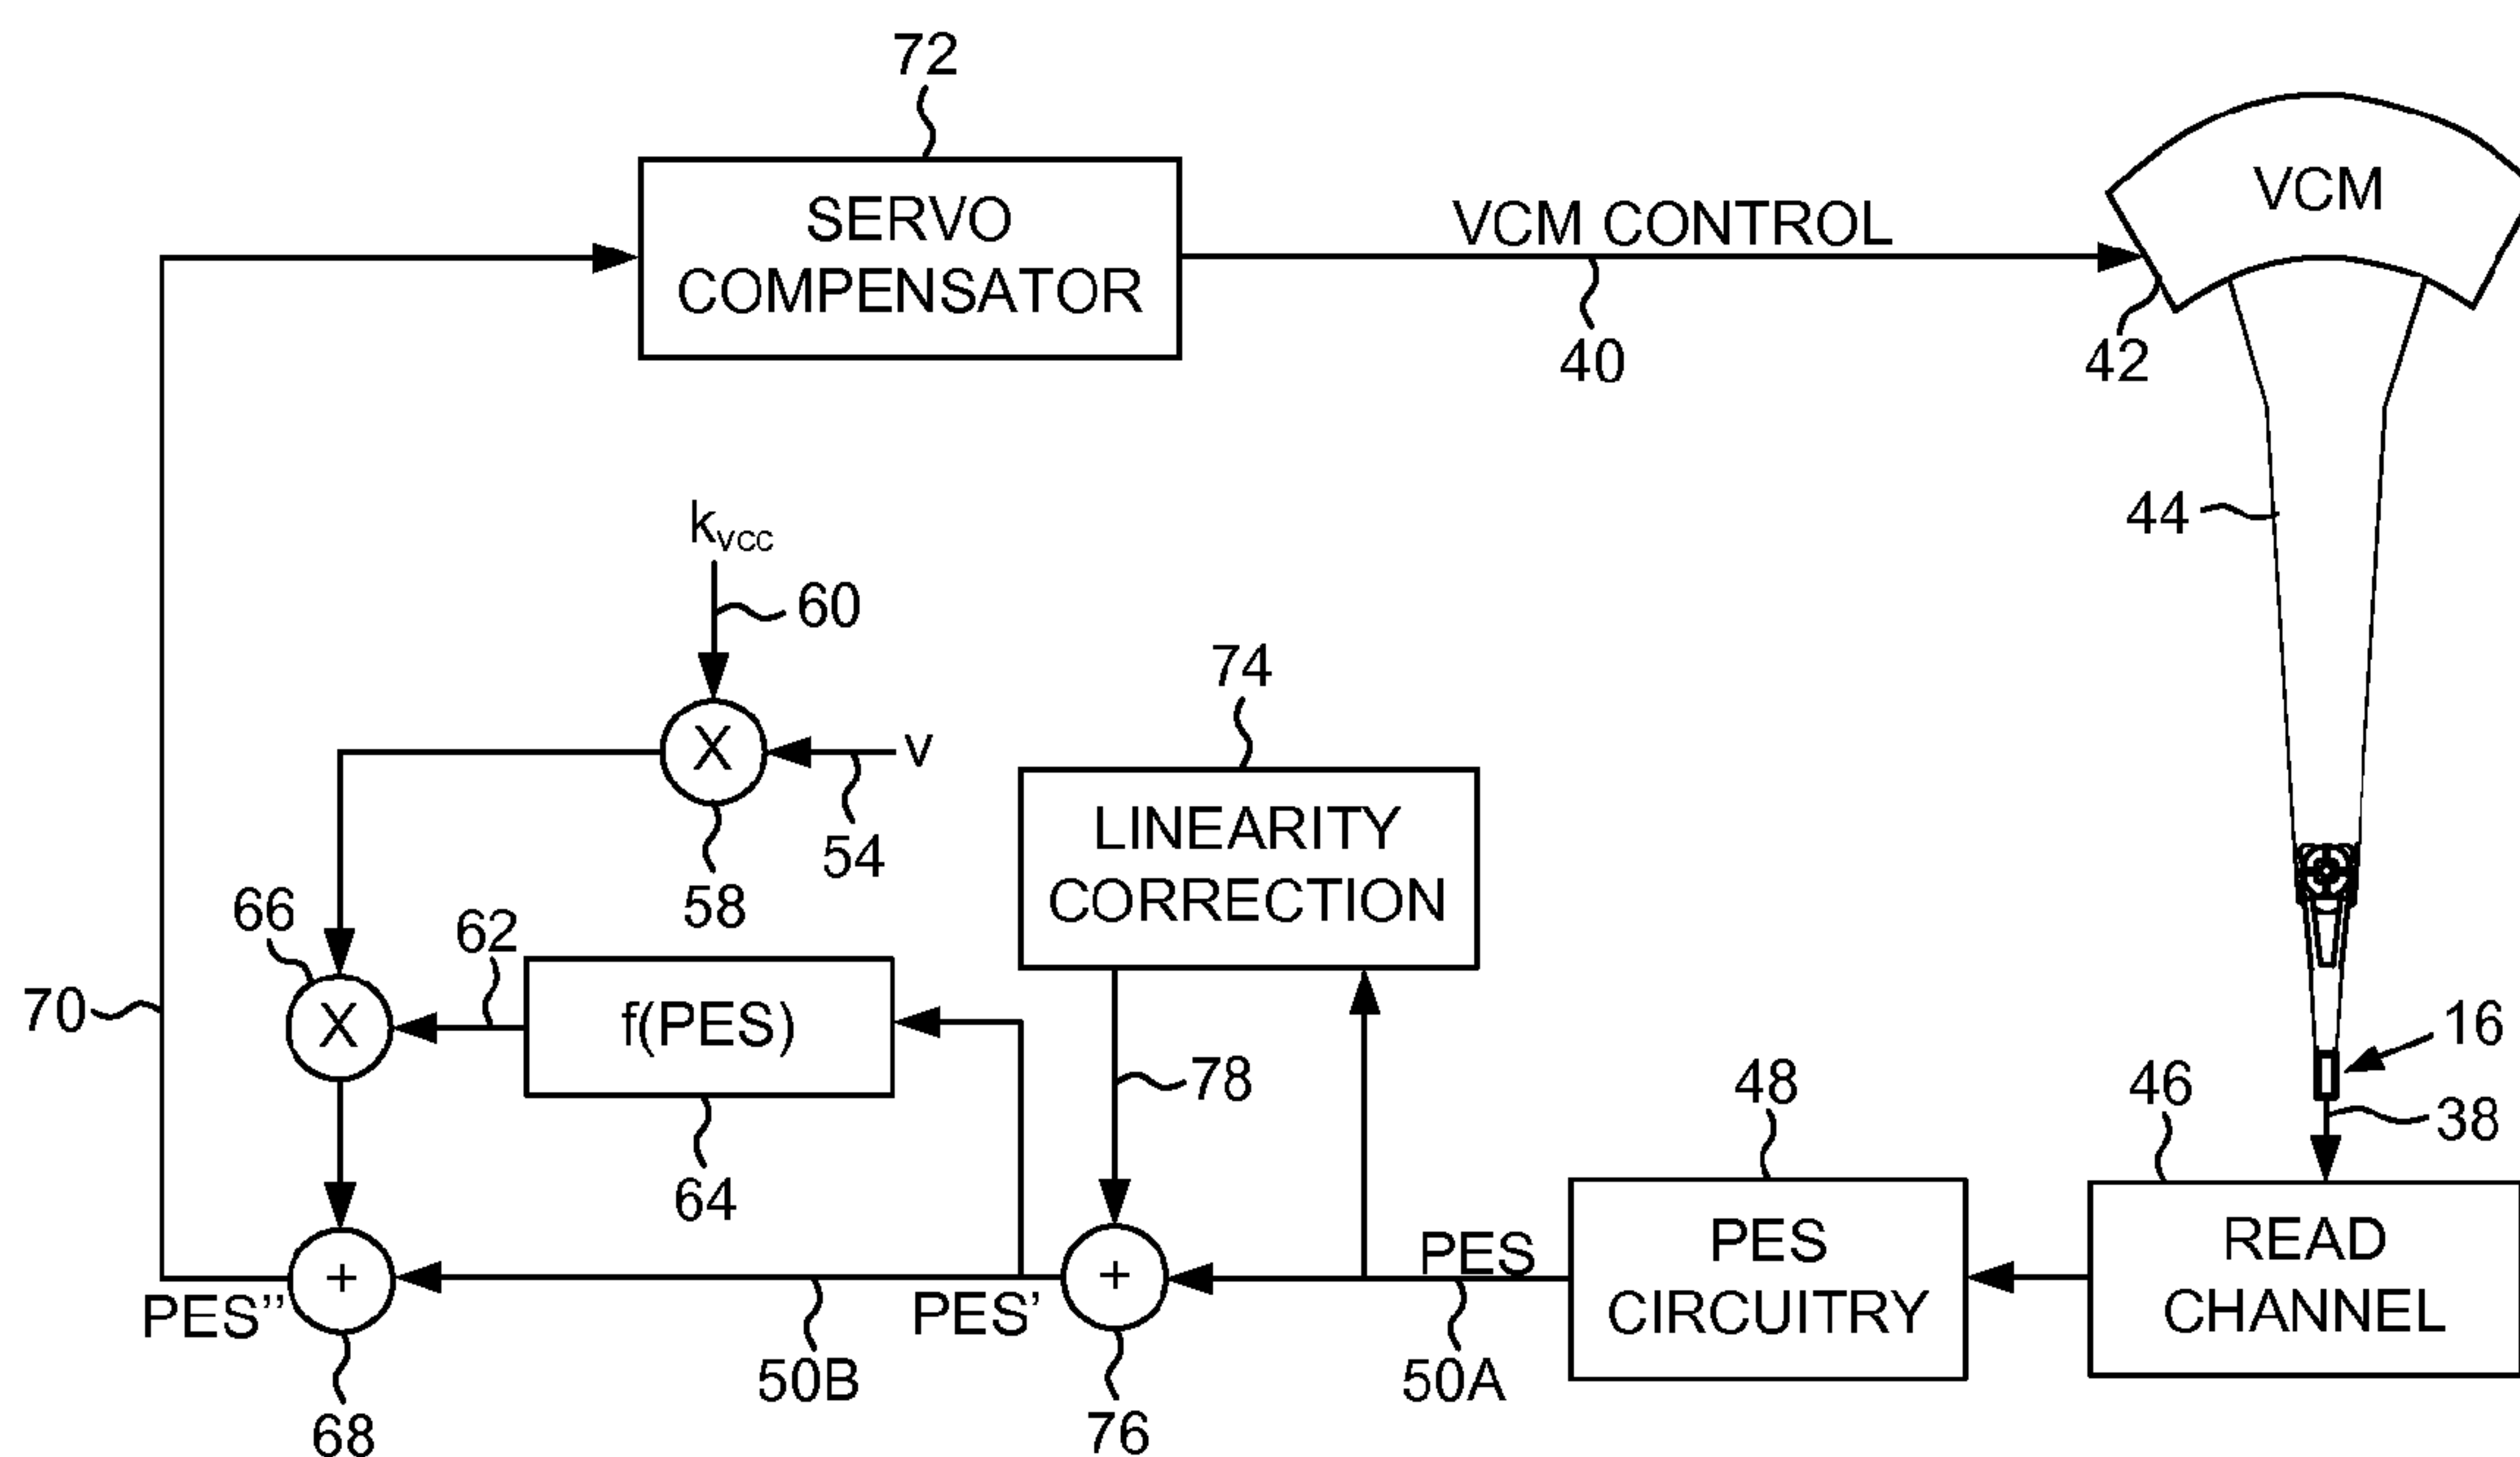 72
SERVO
COMPENSATOR
VCM CONTROL
40
VCM
42
44
k_vcc
60
X
v
54
58
74
LINEARITY
CORRECTION
66
X
62
f(PES)
64
70
78
16
38
46
48
READ
CHANNEL
PES
CIRCUITRY
PES
50A
+
76
PES’
50B
+
68
PES’’